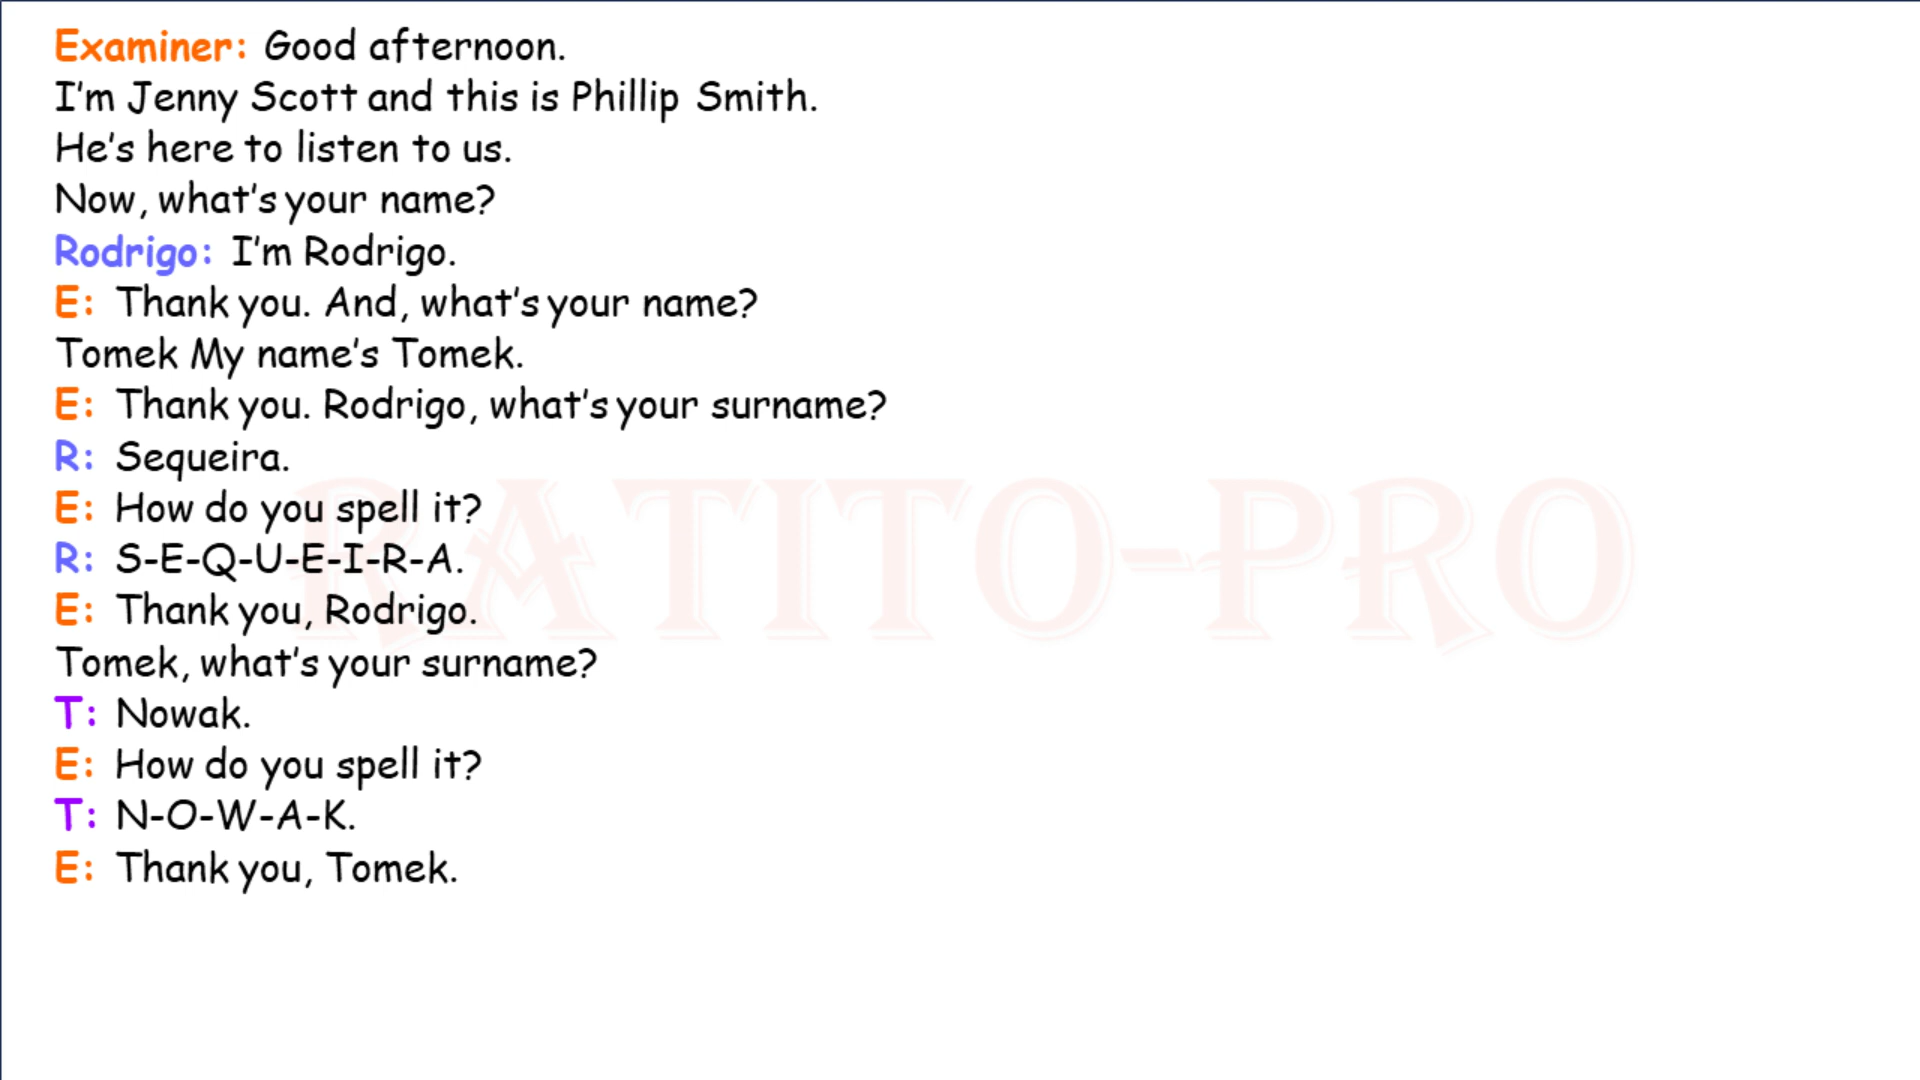 Examiner: Good afternoon.
I'm Jenny Scott and this is Phillip Smith.
He's here to listen to us.
Now, what's your name?
Rodrigo: I'm Rodrigo.
E: Thank you. And, what's your name?
Tomek My name's Tomek.
E: Thank you. Rodrigo, what's your surname?
R: Sequeira.
E: How do you spell it?
R: S-E-Q-U-E-I-R-A.
E: Thank you, Rodrigo.
Tomek, what's your surname?
T: Nowak.
E: How do you spell it?
T: N-O-W-A-K.
E: Thank you, Tomek.
RATITO-PRO